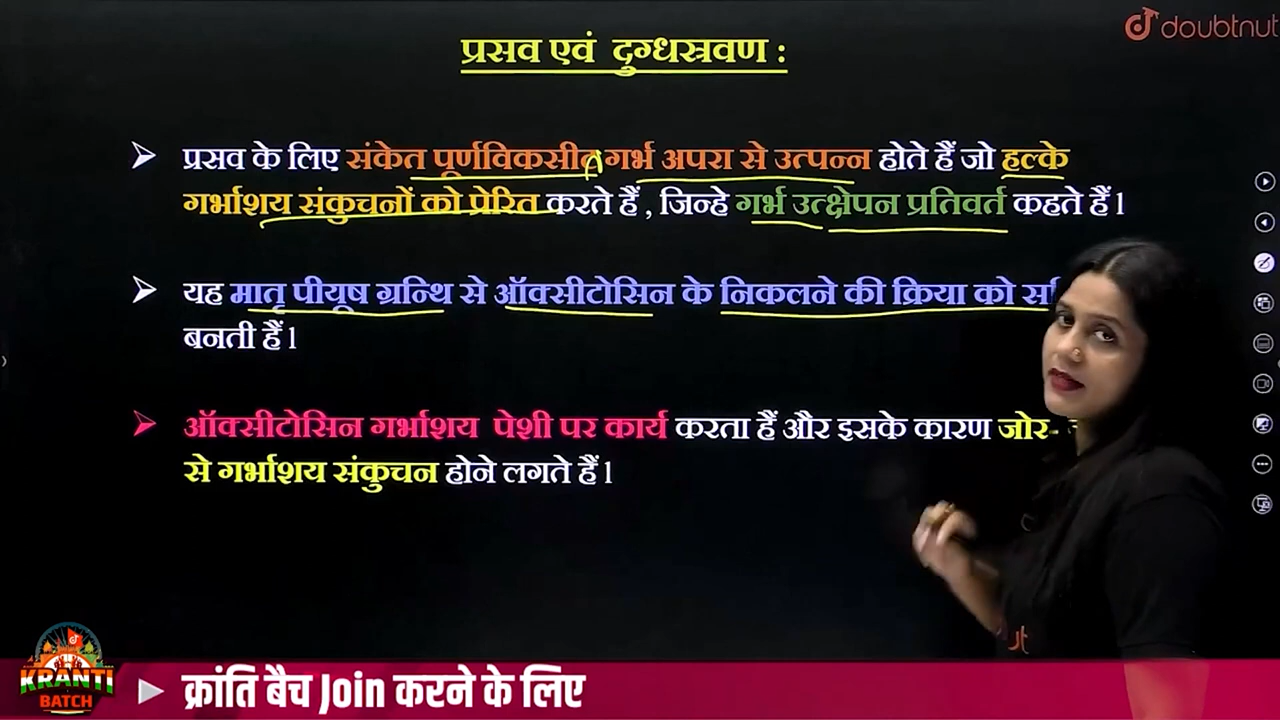 doubtnut
प्रसव एवं दुग्धस्रवण :
प्रसव के लिए संकेत पूर्णविकसीत गर्भ अपरा से उत्पन्न होते हैं जो हल्के
गर्भाशय संकुचनों को प्रेरित करते हैं , जिन्हे गर्भ उत्क्षेपन प्रतिवर्त कहते हैं l
यह मातृ पीयूष ग्रन्थि से ऑक्सीटोसिन के निकलने की क्रिया को
बनती हैं l
ऑक्सीटोसिन गर्भाशय पेशी पर कार्य करता हैं और इसके कारण जोर-
से गर्भाशय संकुचन होने लगते हैं l
KRANTI
BATCH
क्रांति बैच Join करने के लिए